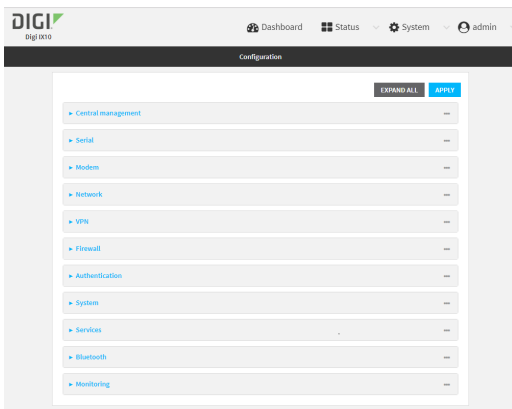 DIGI
Digi IX10
Dashboard Status System admin
Configuration
EXPAND ALL APPLY
Central management
Serial
Modem
Network
VPN
Firewall
Authentication
System
Services
Bluetooth
Monitoring